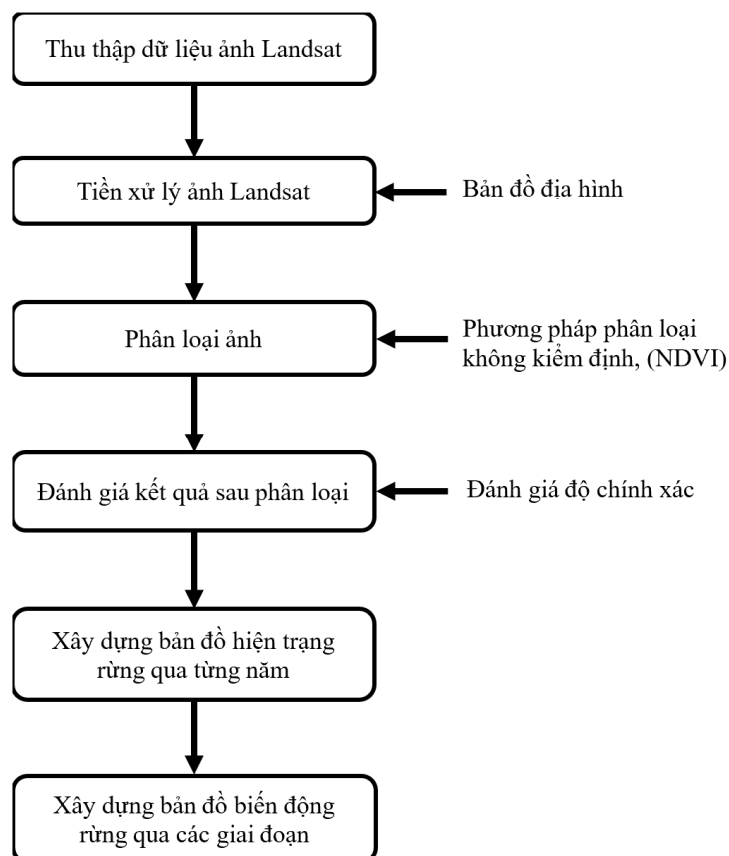 Thu thập dữ liệu ảnh Landsat
Tiền xử lý ảnh Landsat
Bản đồ địa hình
Phân loại ảnh
Phương pháp phân loại
không kiểm định, (NDVI)
Đánh giá kết quả sau phân loại
Đánh giá độ chính xác
Xây dựng bản đồ hiện trạng
rừng qua từng năm
Xây dựng bản đồ biến động
rừng qua các giai đoạn